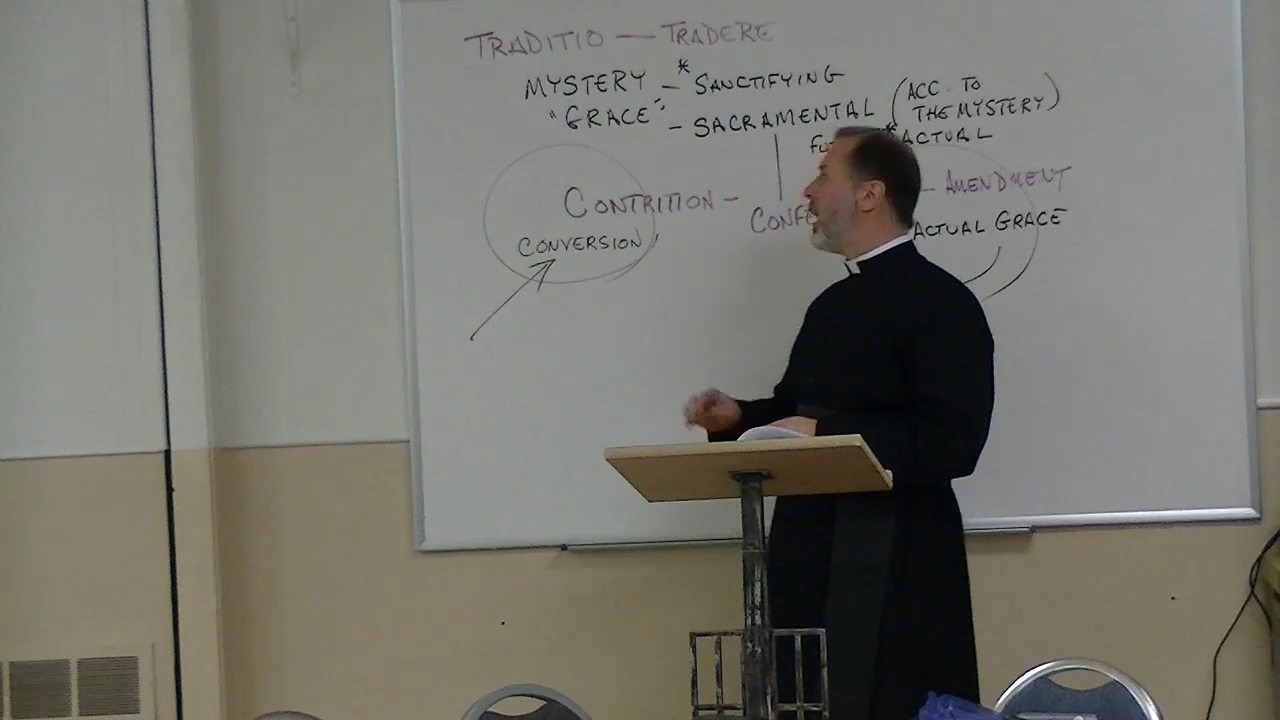 TRADITIO — TRADERE
MYSTERY - * SANCTIFYING
"GRACE" - SACRAMENTAL (ACC. TO THE MYSTERY)
* ACTUAL
CONTRITION - - AMENDMENT
CONVERSION ACTUAL GRACE